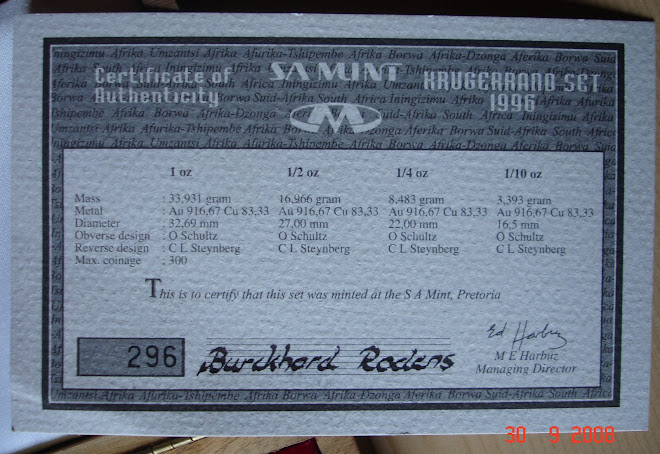 Certificate of
Authenticity
SA MINT
KRUGERRAND SET
1996
1 oz 1/2 oz 1/4 oz 1/10 oz
Mass : 33,931 gram 16,966 gram 8,483 gram 3,393 gram
Metal : Au 916,67 Cu 83,33 Au 916,67 Cu 83,33 Au 916,67 Cu 83,33 Au 916,67 Cu 83,33
Diameter : 32,69 mm 27,00 mm 22,00 mm 16,5 mm
Obverse design : O Schultz O Schultz O Schultz O Schultz
Reverse design : C L Steynberg C L Steynberg C L Steynberg C L Steynberg
Max. coinage : 300
This is to certify that this set was minted at the S A Mint, Pretoria
296
Burckhard Rodens
Ed Harbuz
M E Harbuz
Managing Director
30 9 2008